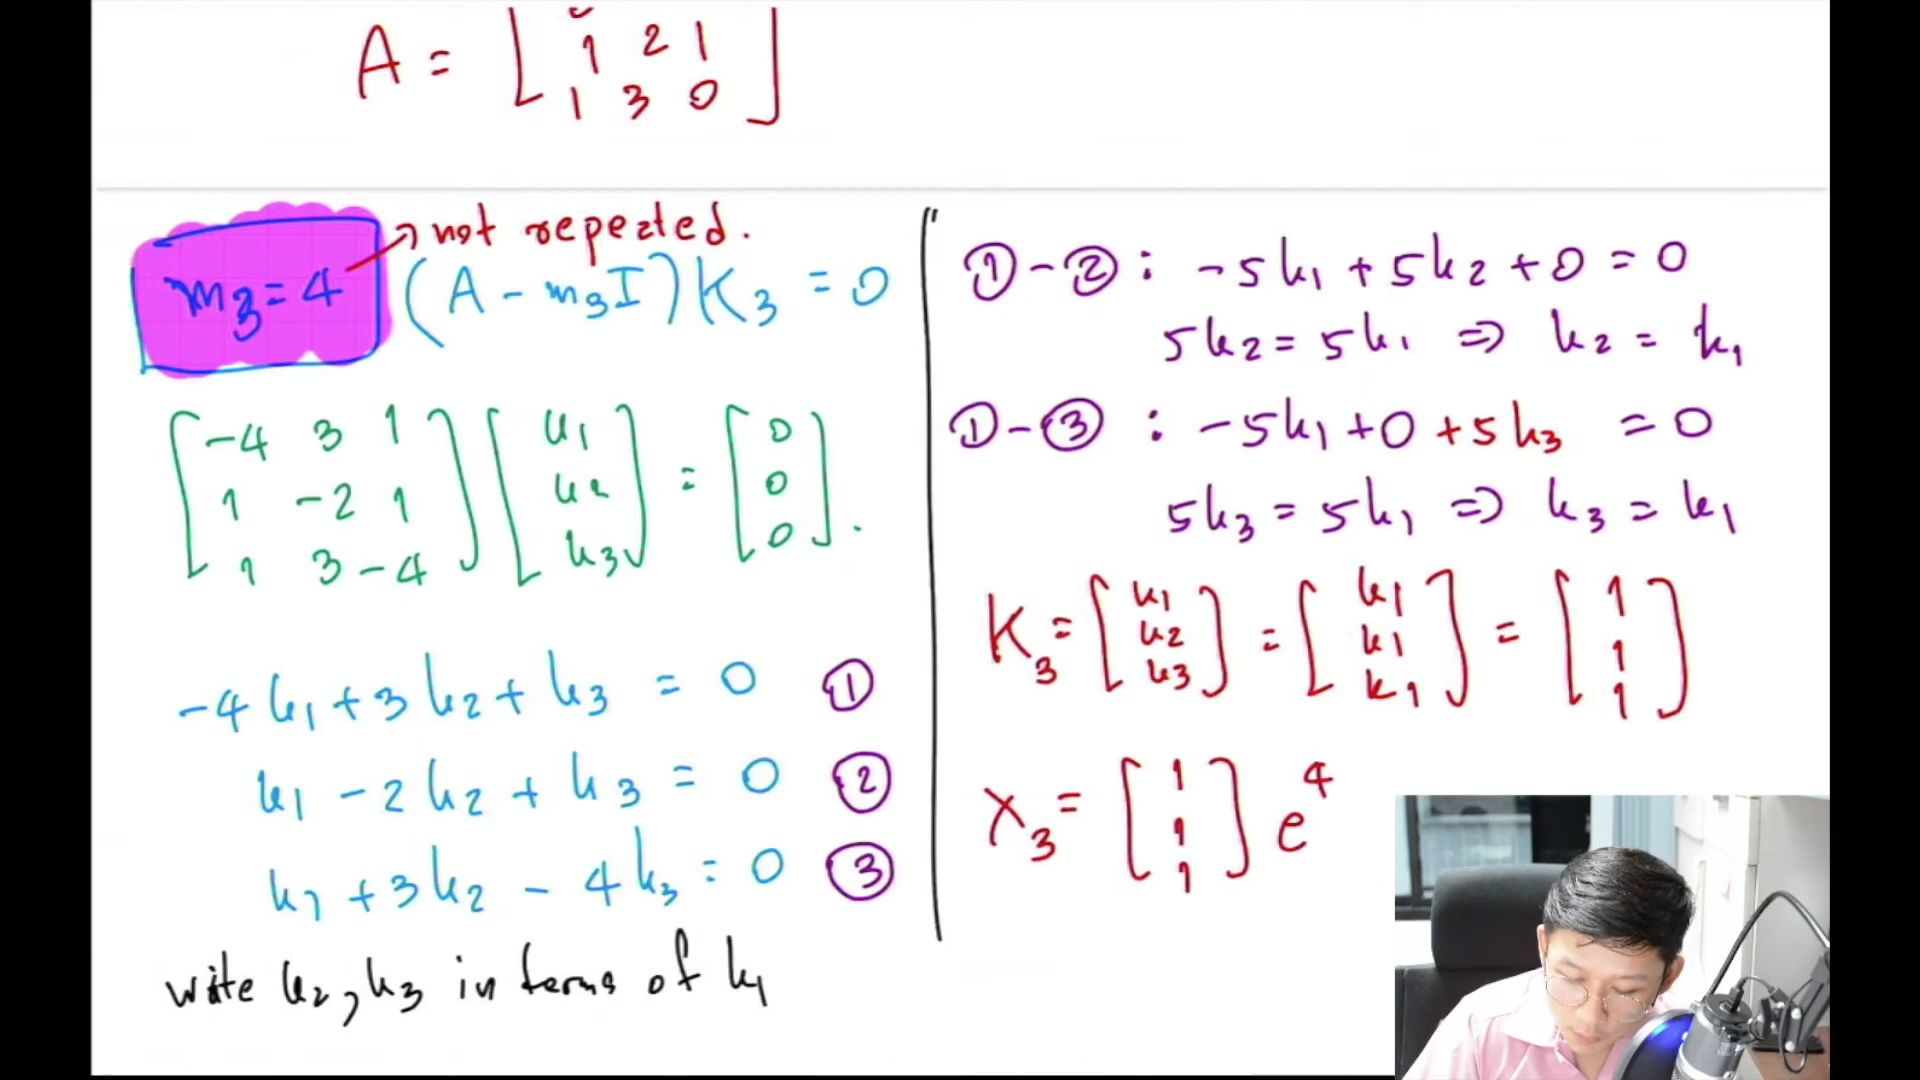 A = [ 1 2 1
1 3 0 ]
m3 = 4 → not repeated.
(A - m3I)K3 = 0
[ -4 3 1 ] [ k1 ] = [ 0 ]
[ 1 -2 1 ] [ k2 ] [ 0 ]
[ 1 3 -4 ] [ k3 ] [ 0 ].
-4k1 + 3k2 + k3 = 0 ①
k1 - 2k2 + k3 = 0 ②
k1 + 3k2 - 4k3 = 0 ③
write k2, k3 in terms of k1
① - ② : -5k1 + 5k2 + 0 = 0
5k2 = 5k1 ⇒ k2 = k1
① - ③ : -5k1 + 0 + 5k3 = 0
5k3 = 5k1 ⇒ k3 = k1
K3 = [ k1 ] = [ k1 ] = [ 1 ]
[ k2 ] [ k1 ] [ 1 ]
[ k3 ] [ k1 ] [ 1 ]
X3 = [ 1 ] e^4
[ 1 ]
[ 1 ]